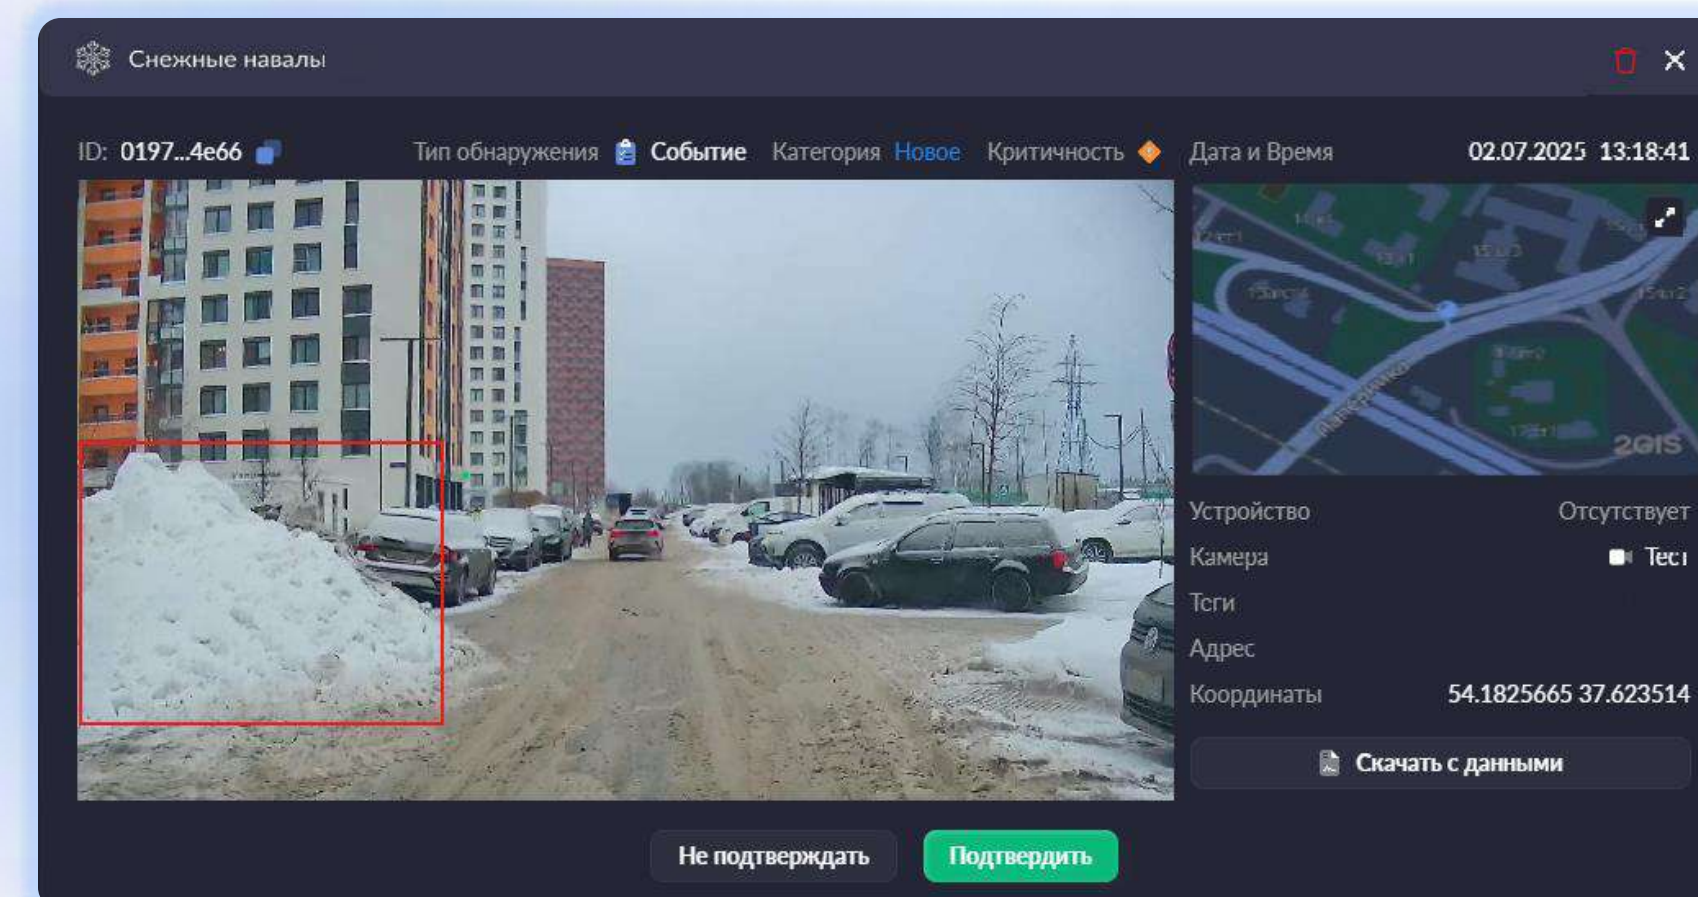 Снежные навалы
ID: 0197...4e66 Тип обнаружения Событие Категория Новое Критичность Дата и Время 02.07.2025 13:18:41
2GIS
Устройство Отсутствует
Камера Тест
Теги
Адрес
Координаты 54.1825665 37.623514
Скачать с данными
Не подтверждать Подтвердить